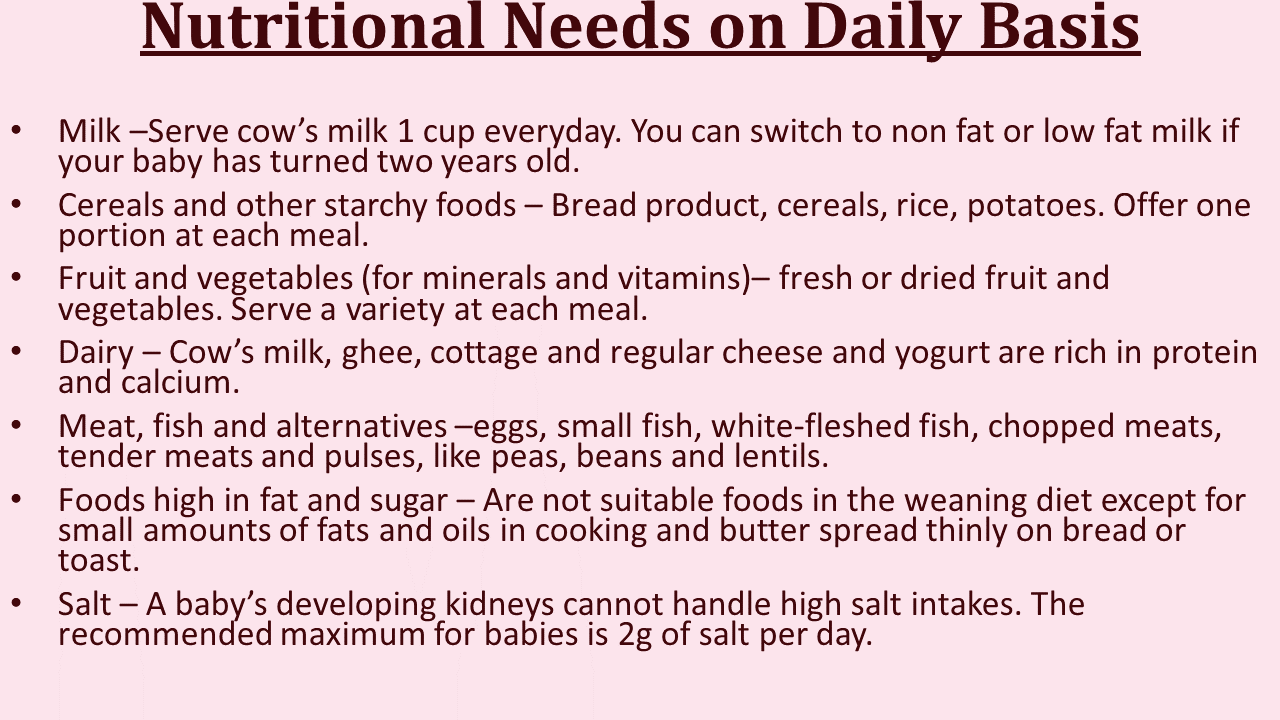 Nutritional Needs on Daily Basis
• Milk –Serve cow’s milk 1 cup everyday. You can switch to non fat or low fat milk if
your baby has turned two years old.
• Cereals and other starchy foods – Bread product, cereals, rice, potatoes. Offer one
portion at each meal.
• Fruit and vegetables (for minerals and vitamins)– fresh or dried fruit and
vegetables. Serve a variety at each meal.
• Dairy – Cow’s milk, ghee, cottage and regular cheese and yogurt are rich in protein
and calcium.
• Meat, fish and alternatives –eggs, small fish, white-fleshed fish, chopped meats,
tender meats and pulses, like peas, beans and lentils.
• Foods high in fat and sugar – Are not suitable foods in the weaning diet except for
small amounts of fats and oils in cooking and butter spread thinly on bread or
toast.
• Salt – A baby’s developing kidneys cannot handle high salt intakes. The
recommended maximum for babies is 2g of salt per day.